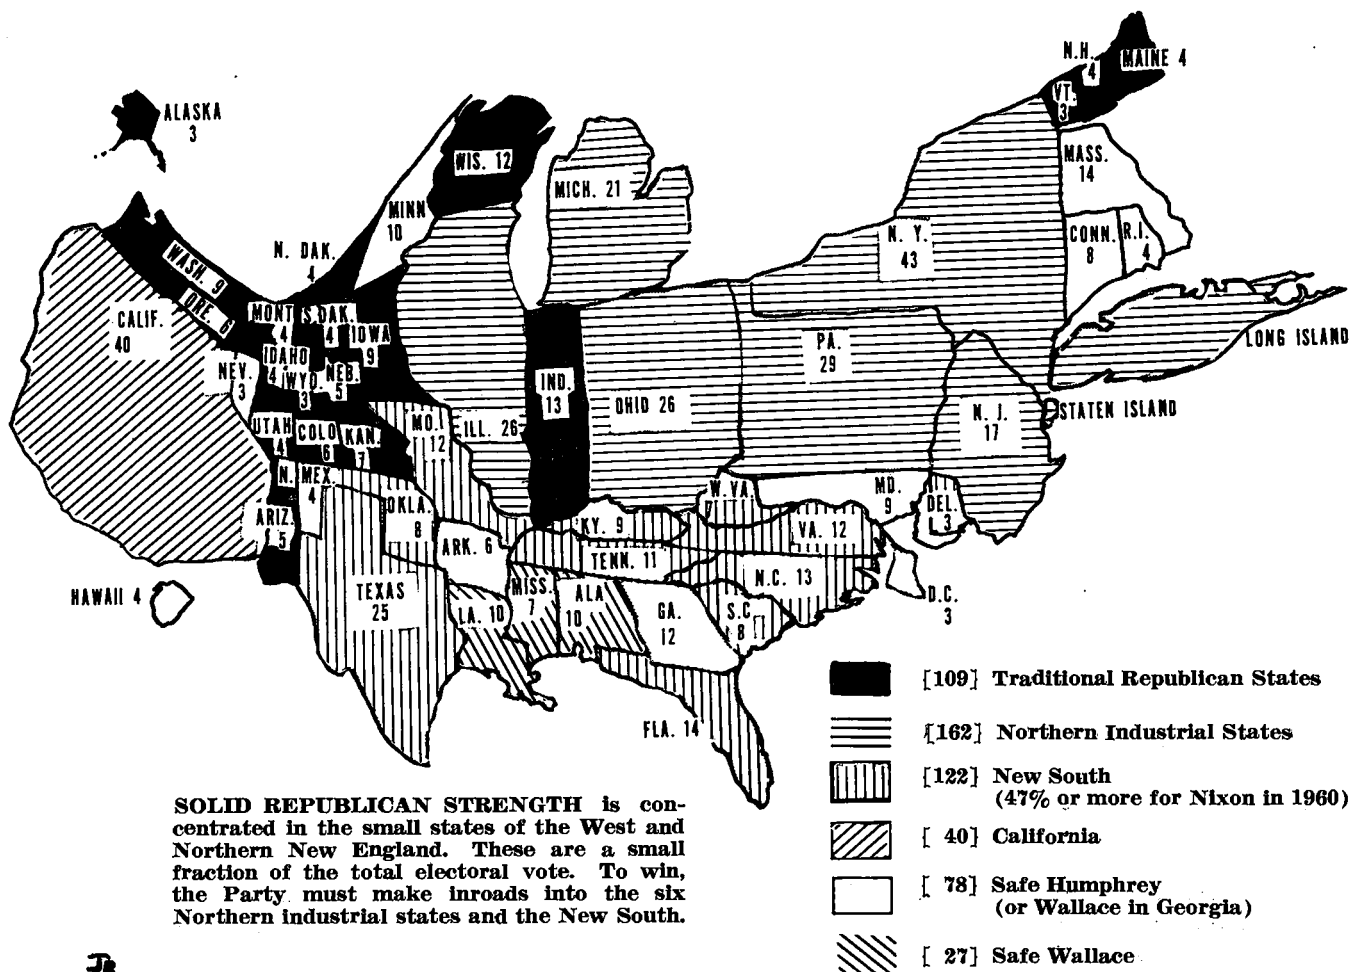 N.H.
4
MAINE 4
VT.
3
ALASKA
3
WIS. 12
MICH. 21
MASS.
14
MINN
10
N. Y.
43
CONN.
8
R.I.
4
N. DAK.
4
WASH. 9
ORE. 6
MONT
4
S. DAK.
4
IOWA
9
CALIF.
40
LONG ISLAND
PA.
29
IDAHO
4
NEV.
3
WYO.
3
NEB.
5
IND.
13
OHIO 26
STATEN ISLAND
N. J.
17
UTAH
4
COLO
6
KAN.
7
MO.
12
ILL. 26
N. MEX.
4
W.VA.
7
MD.
9
DEL.
3
OKLA.
8
ARIZ.
5
KY. 9
VA. 12
ARK. 6
TENN. 11
N.C. 13
HAWAII 4
TEXAS
25
LA. 10
MISS.
7
ALA
10
GA.
12
S.C.
8
D.C.
3
FLA. 14
[109] Traditional Republican States
[162] Northern Industrial States
[122] New South
(47% or more for Nixon in 1960)
[ 40] California
[ 78] Safe Humphrey
(or Wallace in Georgia)
[ 27] Safe Wallace
SOLID REPUBLICAN STRENGTH is con-
centrated in the small states of the West and
Northern New England. These are a small
fraction of the total electoral vote. To win,
the Party must make inroads into the six
Northern industrial states and the New South.